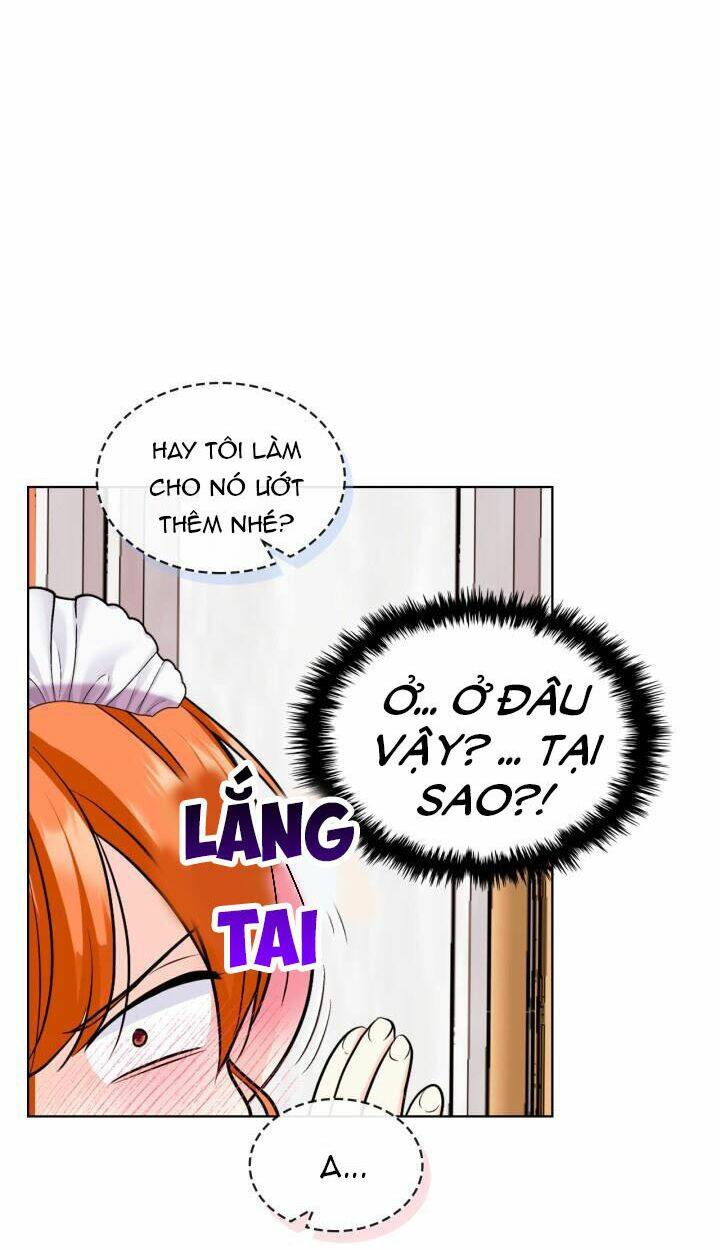 HAY TÔI LÀM
CHO NÓ ƯỚT
THÊM NHÉ?
Ở... Ở ĐÂU
VẬY? ... TẠI
SAO?!
LẮNG
TAI
A...